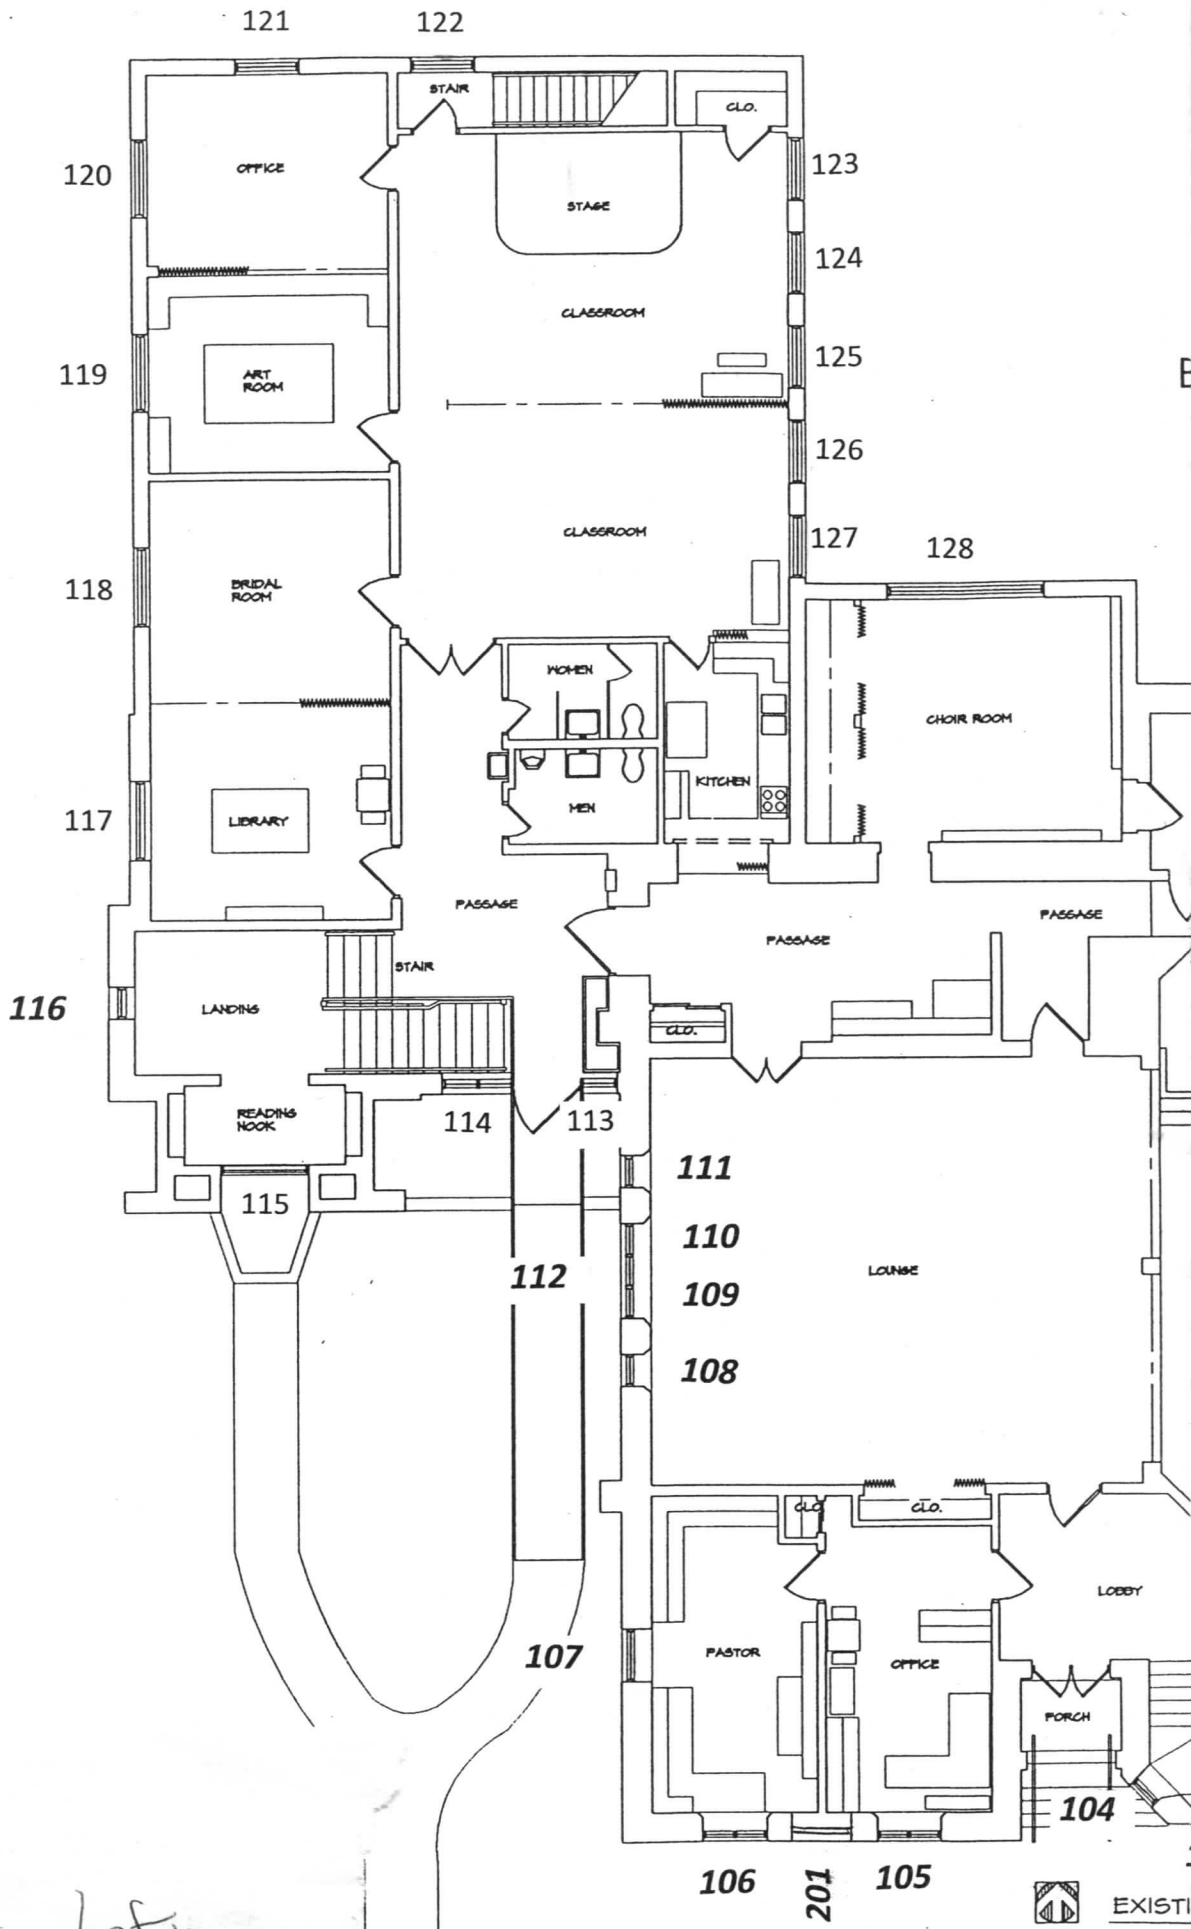 121
122
STAIR
CLO.
120
OFFICE
123
STAGE
124
CLASSROOM
125
119
ART
ROOM
126
CLASSROOM
127
128
118
BRIDAL
ROOM
WOMEN
CHOIR ROOM
KITCHEN
117
LIBRARY
MEN
PASSAGE
PASSAGE
PASSAGE
STAIR
116
LANDING
CLO.
READING
NOOK
114
113
111
115
110
112
LOUNGE
109
108
CLO.
CLO.
LOBBY
107
PASTOR
OFFICE
PORCH
104
106
201
105
EXISTI